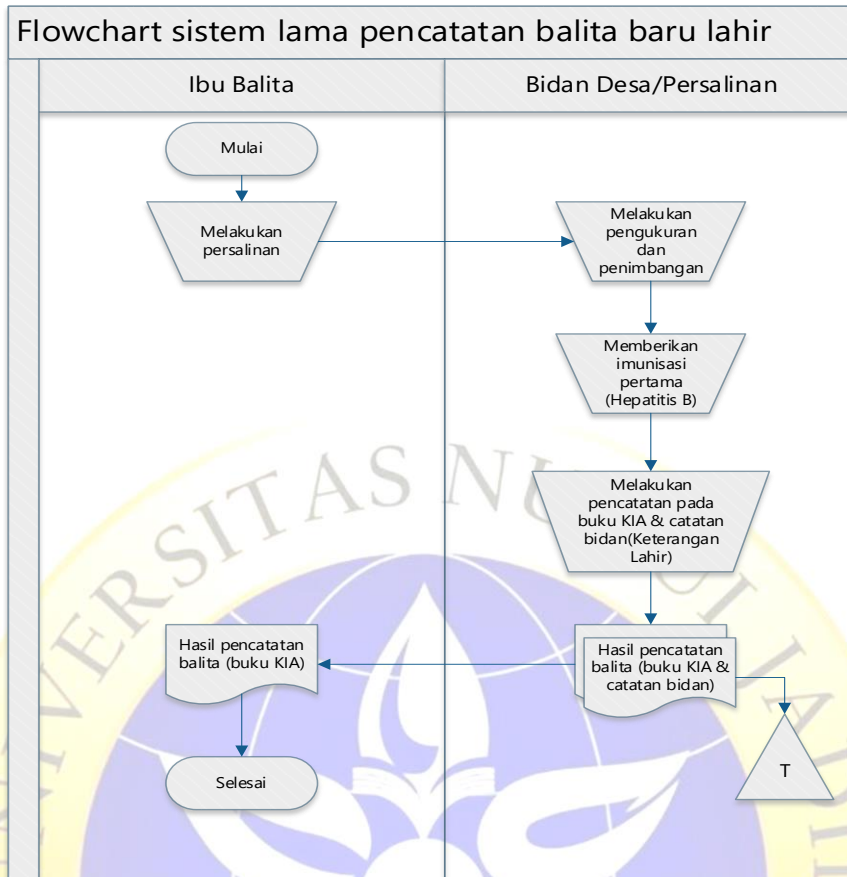 Flowchart sistem lama pencatatan balita baru lahir
Ibu Balita
Bidan Desa/Persalinan
Mulai
Melakukan
persalinan
Melakukan
pengukuran
dan
penimbangan
Memberikan
imunisasi
pertama
(Hepatitis B)
Melakukan
pencatatan pada
buku KIA & catatan
bidan(Keterangan
Lahir)
Hasil pencatatan
balita (buku KIA &
catatan bidan)
Hasil pencatatan
balita (buku KIA)
T
Selesai